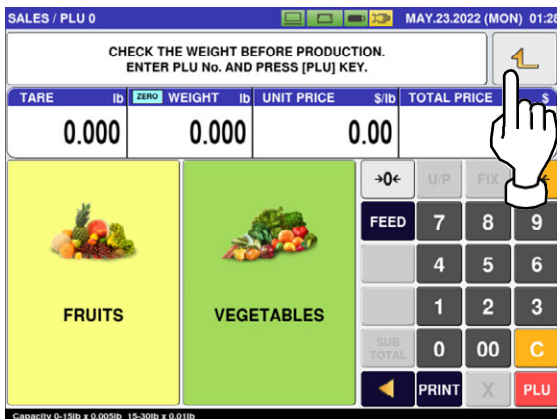 SALES / PLU 0
MAY.23.2022 (MON) 01:28
CHECK THE WEIGHT BEFORE PRODUCTION.
ENTER PLU No. AND PRESS [PLU] KEY.
TARE lb ZERO WEIGHT lb UNIT PRICE $/lb TOTAL PRICE $
0.000 0.000 0.00
→0← U/P FIX
FEED 7 8 9
4 5 6
FRUITS VEGETABLES 1 2 3
SUB TOTAL 0 00 C
PRINT X PLU
Capacity 0-15lb x 0.005lb 15-30lb x 0.01lb